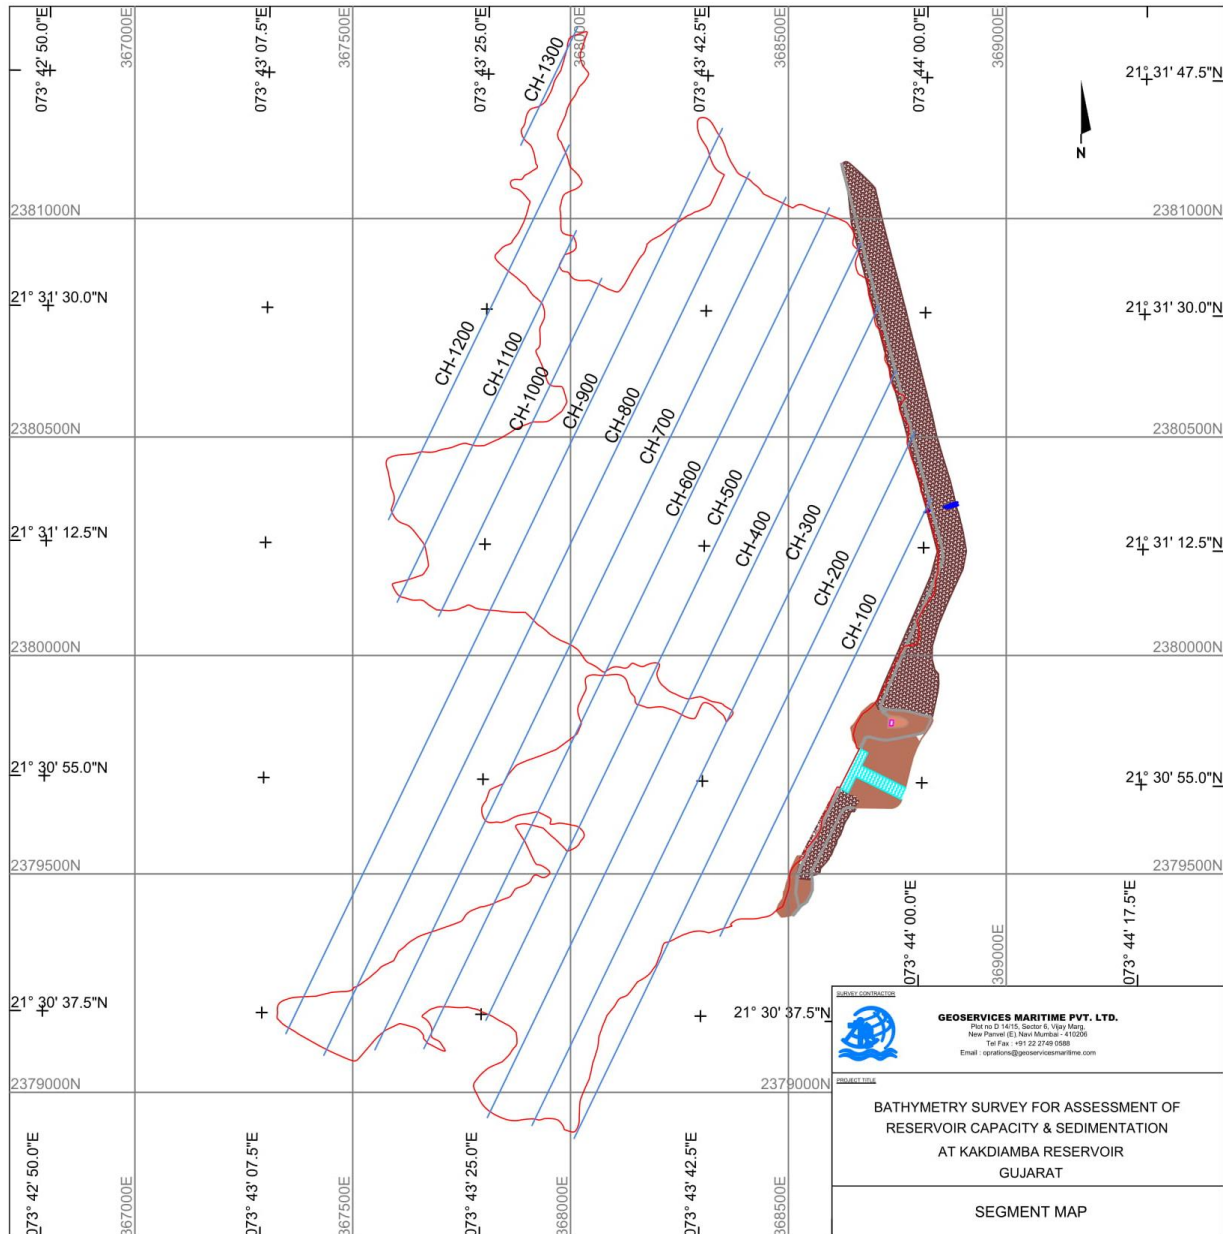 073° 42' 50.0"E
367000E
073° 43' 07.5"E
367500E
073° 43' 25.0"E
368000E
073° 43' 42.5"E
368500E
073° 44' 00.0"E
369000E
21° 31' 47.5"N
N
CH-1300
2381000N
2381000N
21° 31' 30.0"N
21° 31' 30.0"N
CH-1200
CH-1100
CH-1000
CH-900
CH-800
CH-700
CH-600
CH-500
CH-400
CH-300
CH-200
CH-100
2380500N
2380500N
21° 31' 12.5"N
21° 31' 12.5"N
2380000N
2380000N
21° 30' 55.0"N
21° 30' 55.0"N
2379500N
2379500N
073° 44' 00.0"E
369000E
073° 44' 17.5"E
21° 30' 37.5"N
21° 30' 37.5"N
2379000N
2379000N
073° 42' 50.0"E
367000E
073° 43' 07.5"E
367500E
073° 43' 25.0"E
368000E
073° 43' 42.5"E
368500E
SURVEY CONTRACTOR
GEOSERVICES MARITIME PVT. LTD.
Plot no D 14/15, Sector 6, Vijay Marg,
New Panvel (E) Navi Mumbai - 410206
Tel Fax : +91 22 2749 0588
Email : oprations@geoservicesmaritime.com
PROJECT TITLE
BATHYMETRY SURVEY FOR ASSESSMENT OF
RESERVOIR CAPACITY & SEDIMENTATION
AT KAKDIAMBA RESERVOIR
GUJARAT
SEGMENT MAP